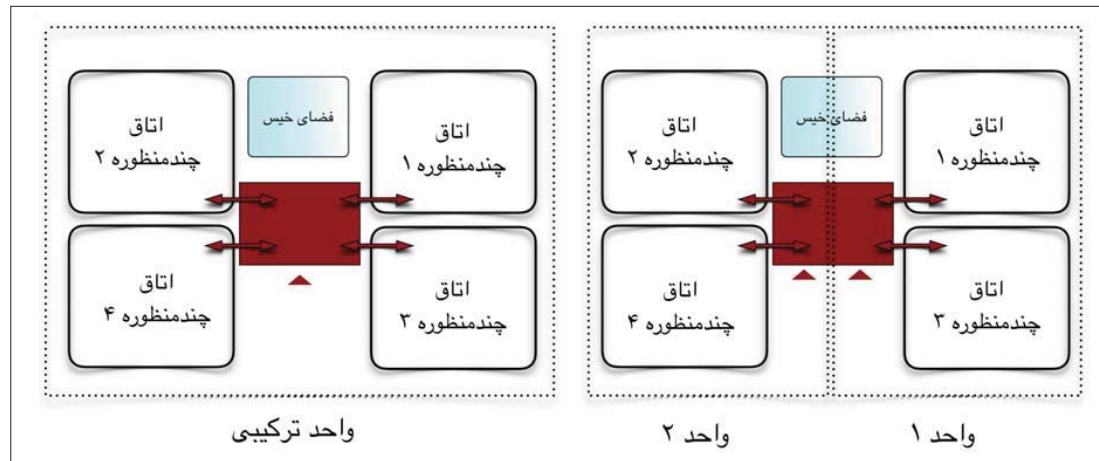 اتاق
چندمنظوره ۱
فضای خیس
اتاق
چندمنظوره ۲
اتاق
چندمنظوره ۳
اتاق
چندمنظوره ۴
واحد ۱
واحد ۲
اتاق
چندمنظوره ۱
فضای خیس
اتاق
چندمنظوره ۲
اتاق
چندمنظوره ۳
اتاق
چندمنظوره ۴
واحد ترکیبی